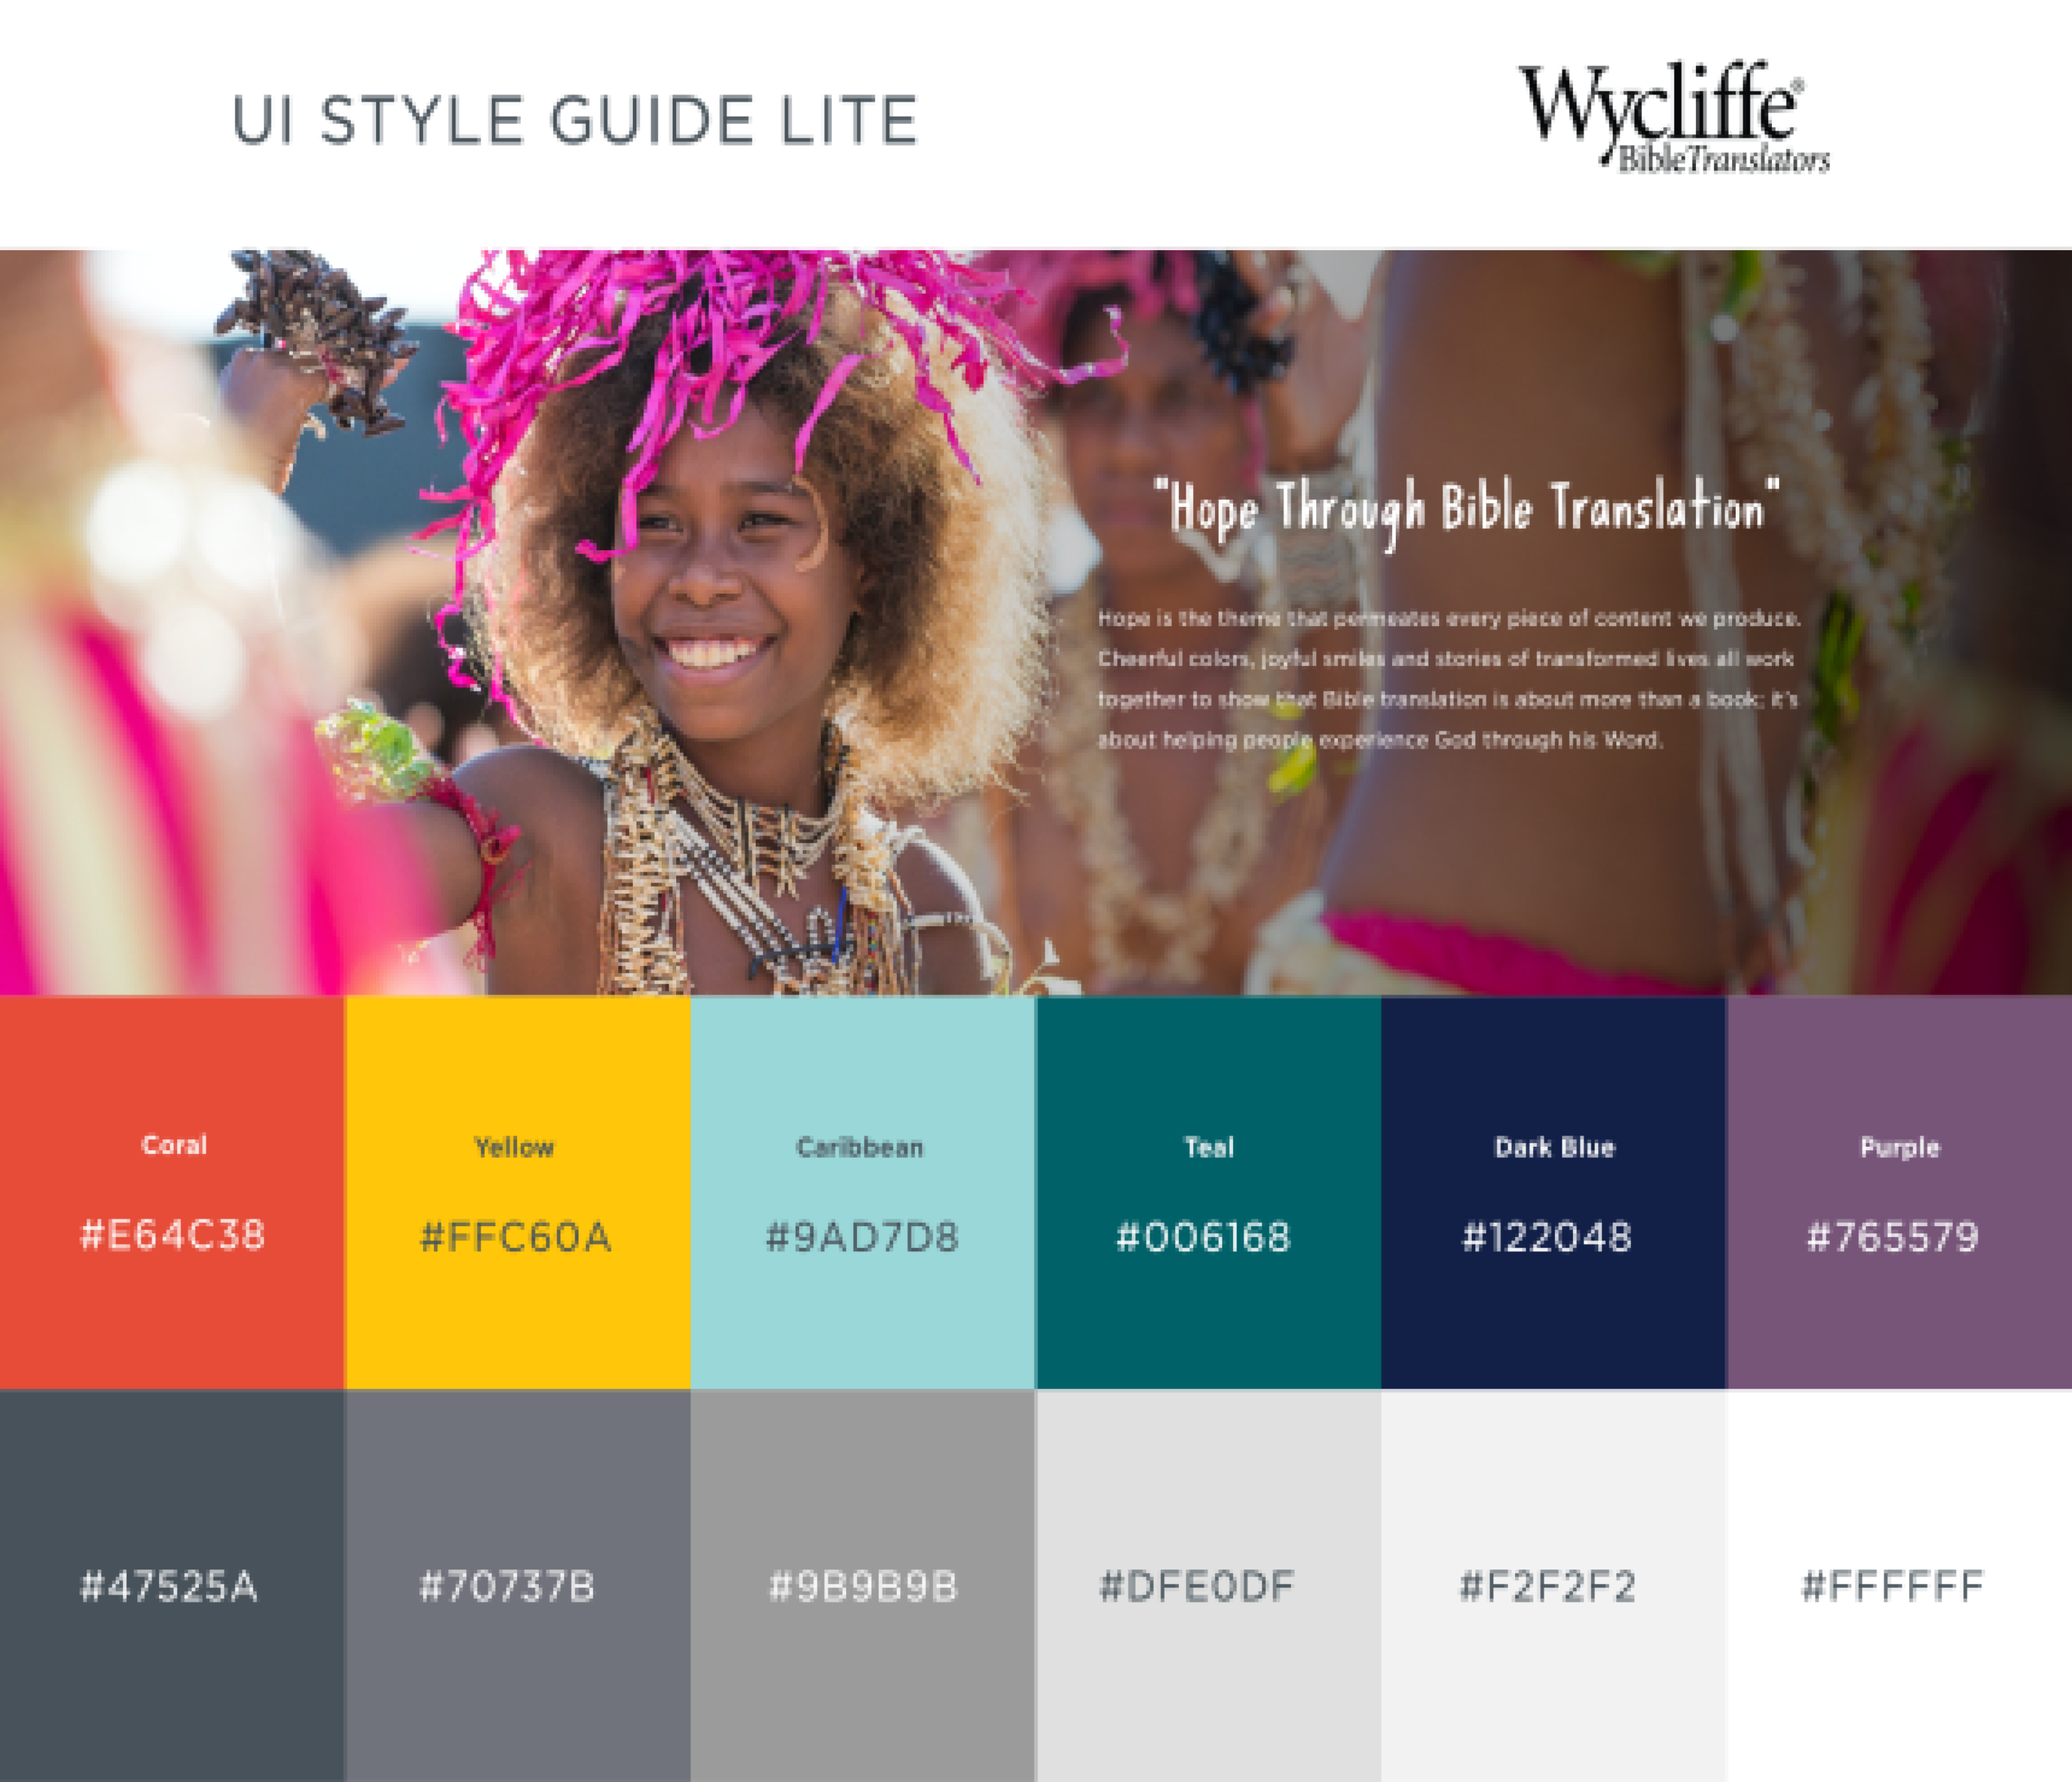 UI STYLE GUIDE LITE
Wycliffe®
BibleTranslators
"Hope Through Bible Translation"
Hope is the theme that permeates every piece of content we produce.
Cheerful colors, joyful smiles and stories of transformed lives all work
together to show that Bible translation is about more than a book; it's
about helping people experience God through his Word.
Coral
#E64C38
Yellow
#FFC60A
Caribbean
#9AD7D8
Teal
#006168
Dark Blue
#122048
Purple
#765579
#47525A
#70737B
#9B9B9B
#DFE0DF
#F2F2F2
#FFFFFF